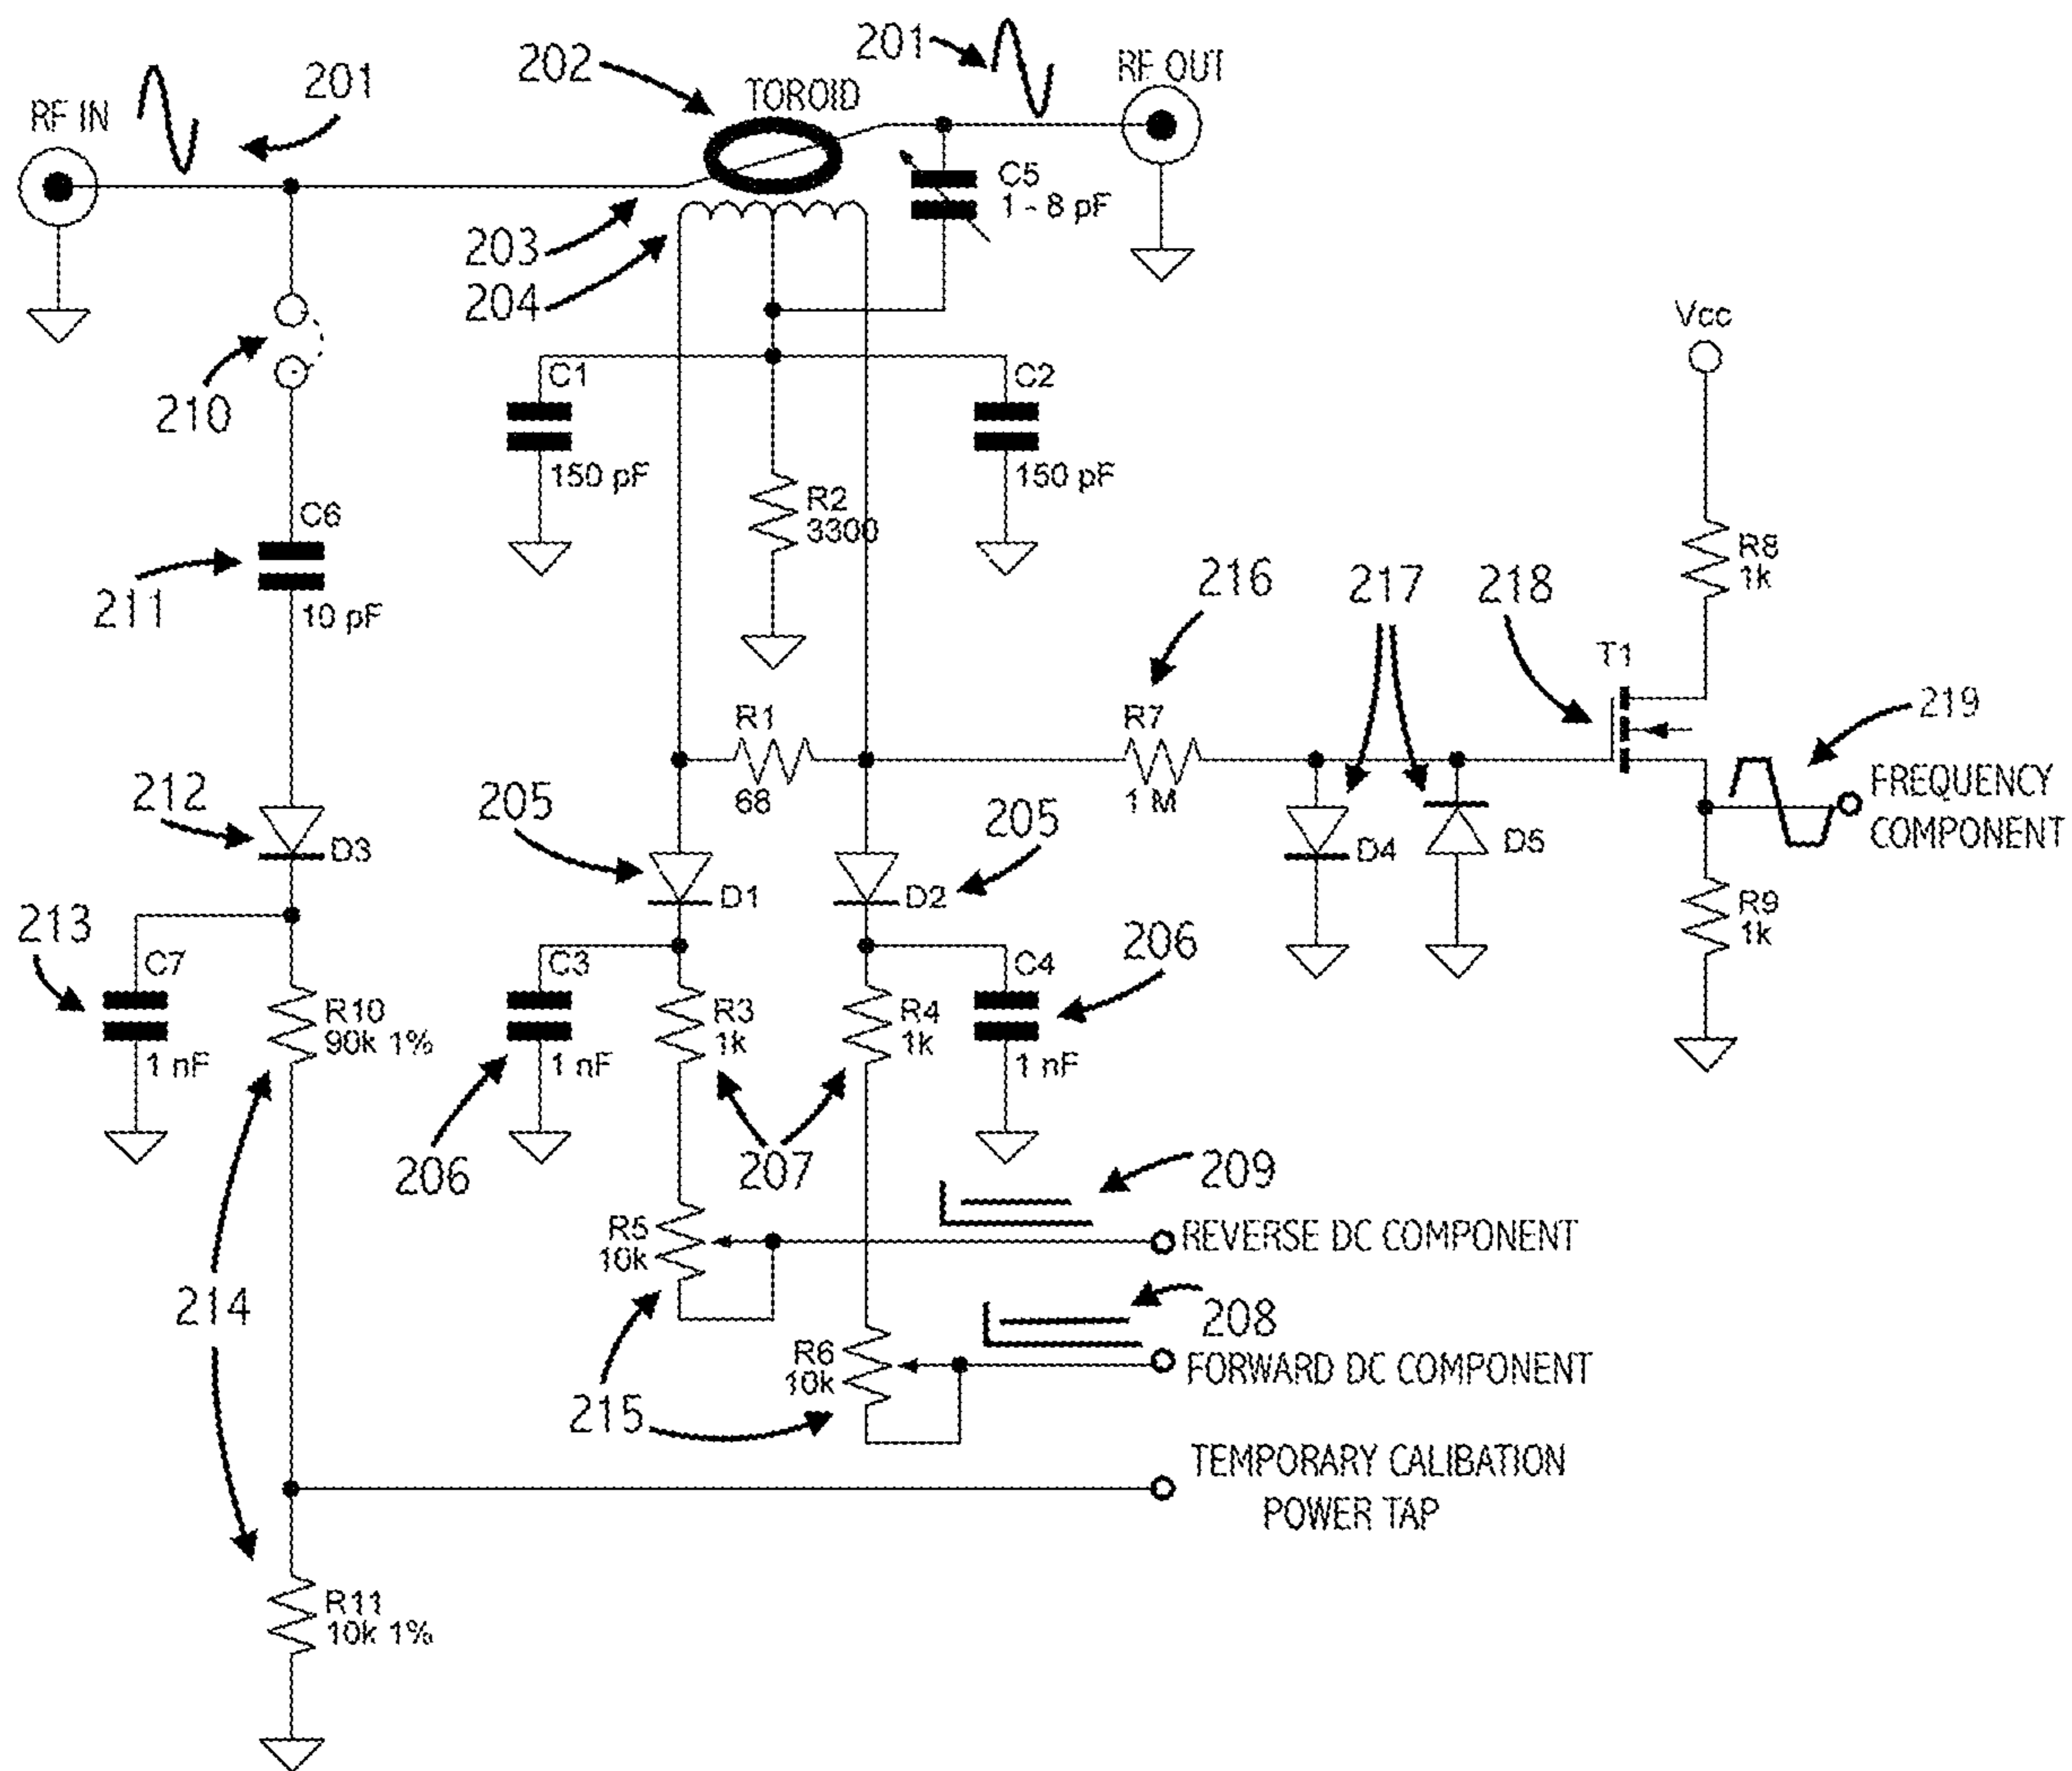 201
202
TOROID
201
RF OUT
RF IN
C5
1 - 8 pF
203
204
210
Vcc
C1
150 pF
C2
150 pF
R2
3300
C6
10 pF
211
216
217
218
R8
1k
T1
R1
68
R7
1 M
219
FREQUENCY
COMPONENT
212
D3
205
D1
205
D2
D4
D5
R9
1k
213
C7
1 nF
R10
90k 1%
C3
1 nF
R3
1k
R4
1k
C4
1 nF
206
206
207
209
R5
10k
REVERSE DC COMPONENT
208
214
R6
10k
FORWARD DC COMPONENT
215
TEMPORARY CALIBATION
POWER TAP
R11
10k 1%